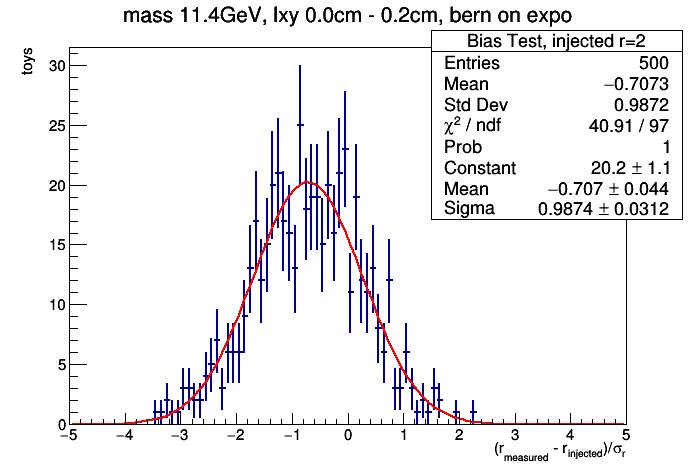 mass 11.4GeV, lxy 0.0cm - 0.2cm, bern on expo
Bias Test, injected r=2
Entries 500
Mean −0.7073
Std Dev 0.9872
χ² / ndf 40.91 / 97
Prob 1
Constant 20.2 ± 1.1
Mean −0.707 ± 0.044
Sigma 0.9874 ± 0.0312
toys
30
25
20
15
10
5
0
−5 −4 −3 −2 −1 0 1 2 3 4 5
(r_measured - r_injected)/σ_r